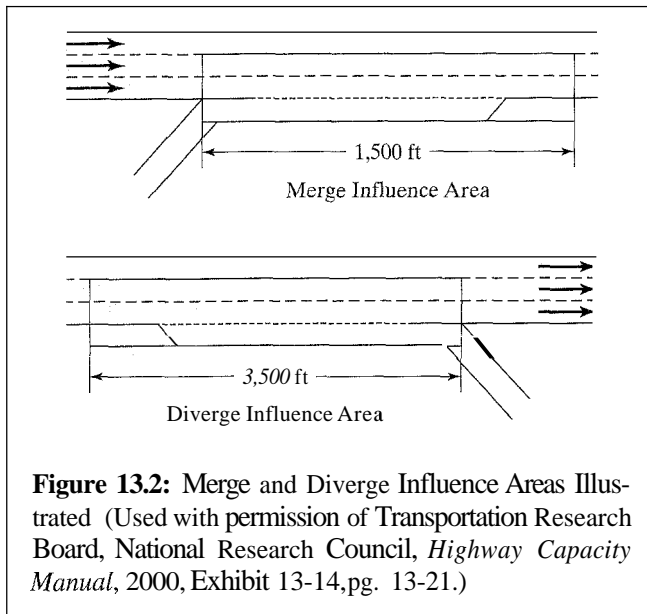 1,500 ft
Merge Influence Area
3,500 ft
Diverge Influence Area
Figure 13.2: Merge and Diverge Influence Areas Illus-
trated (Used with permission of Transportation Research
Board, National Research Council, Highway Capacity
Manual, 2000, Exhibit 13-14,pg. 13-21.)